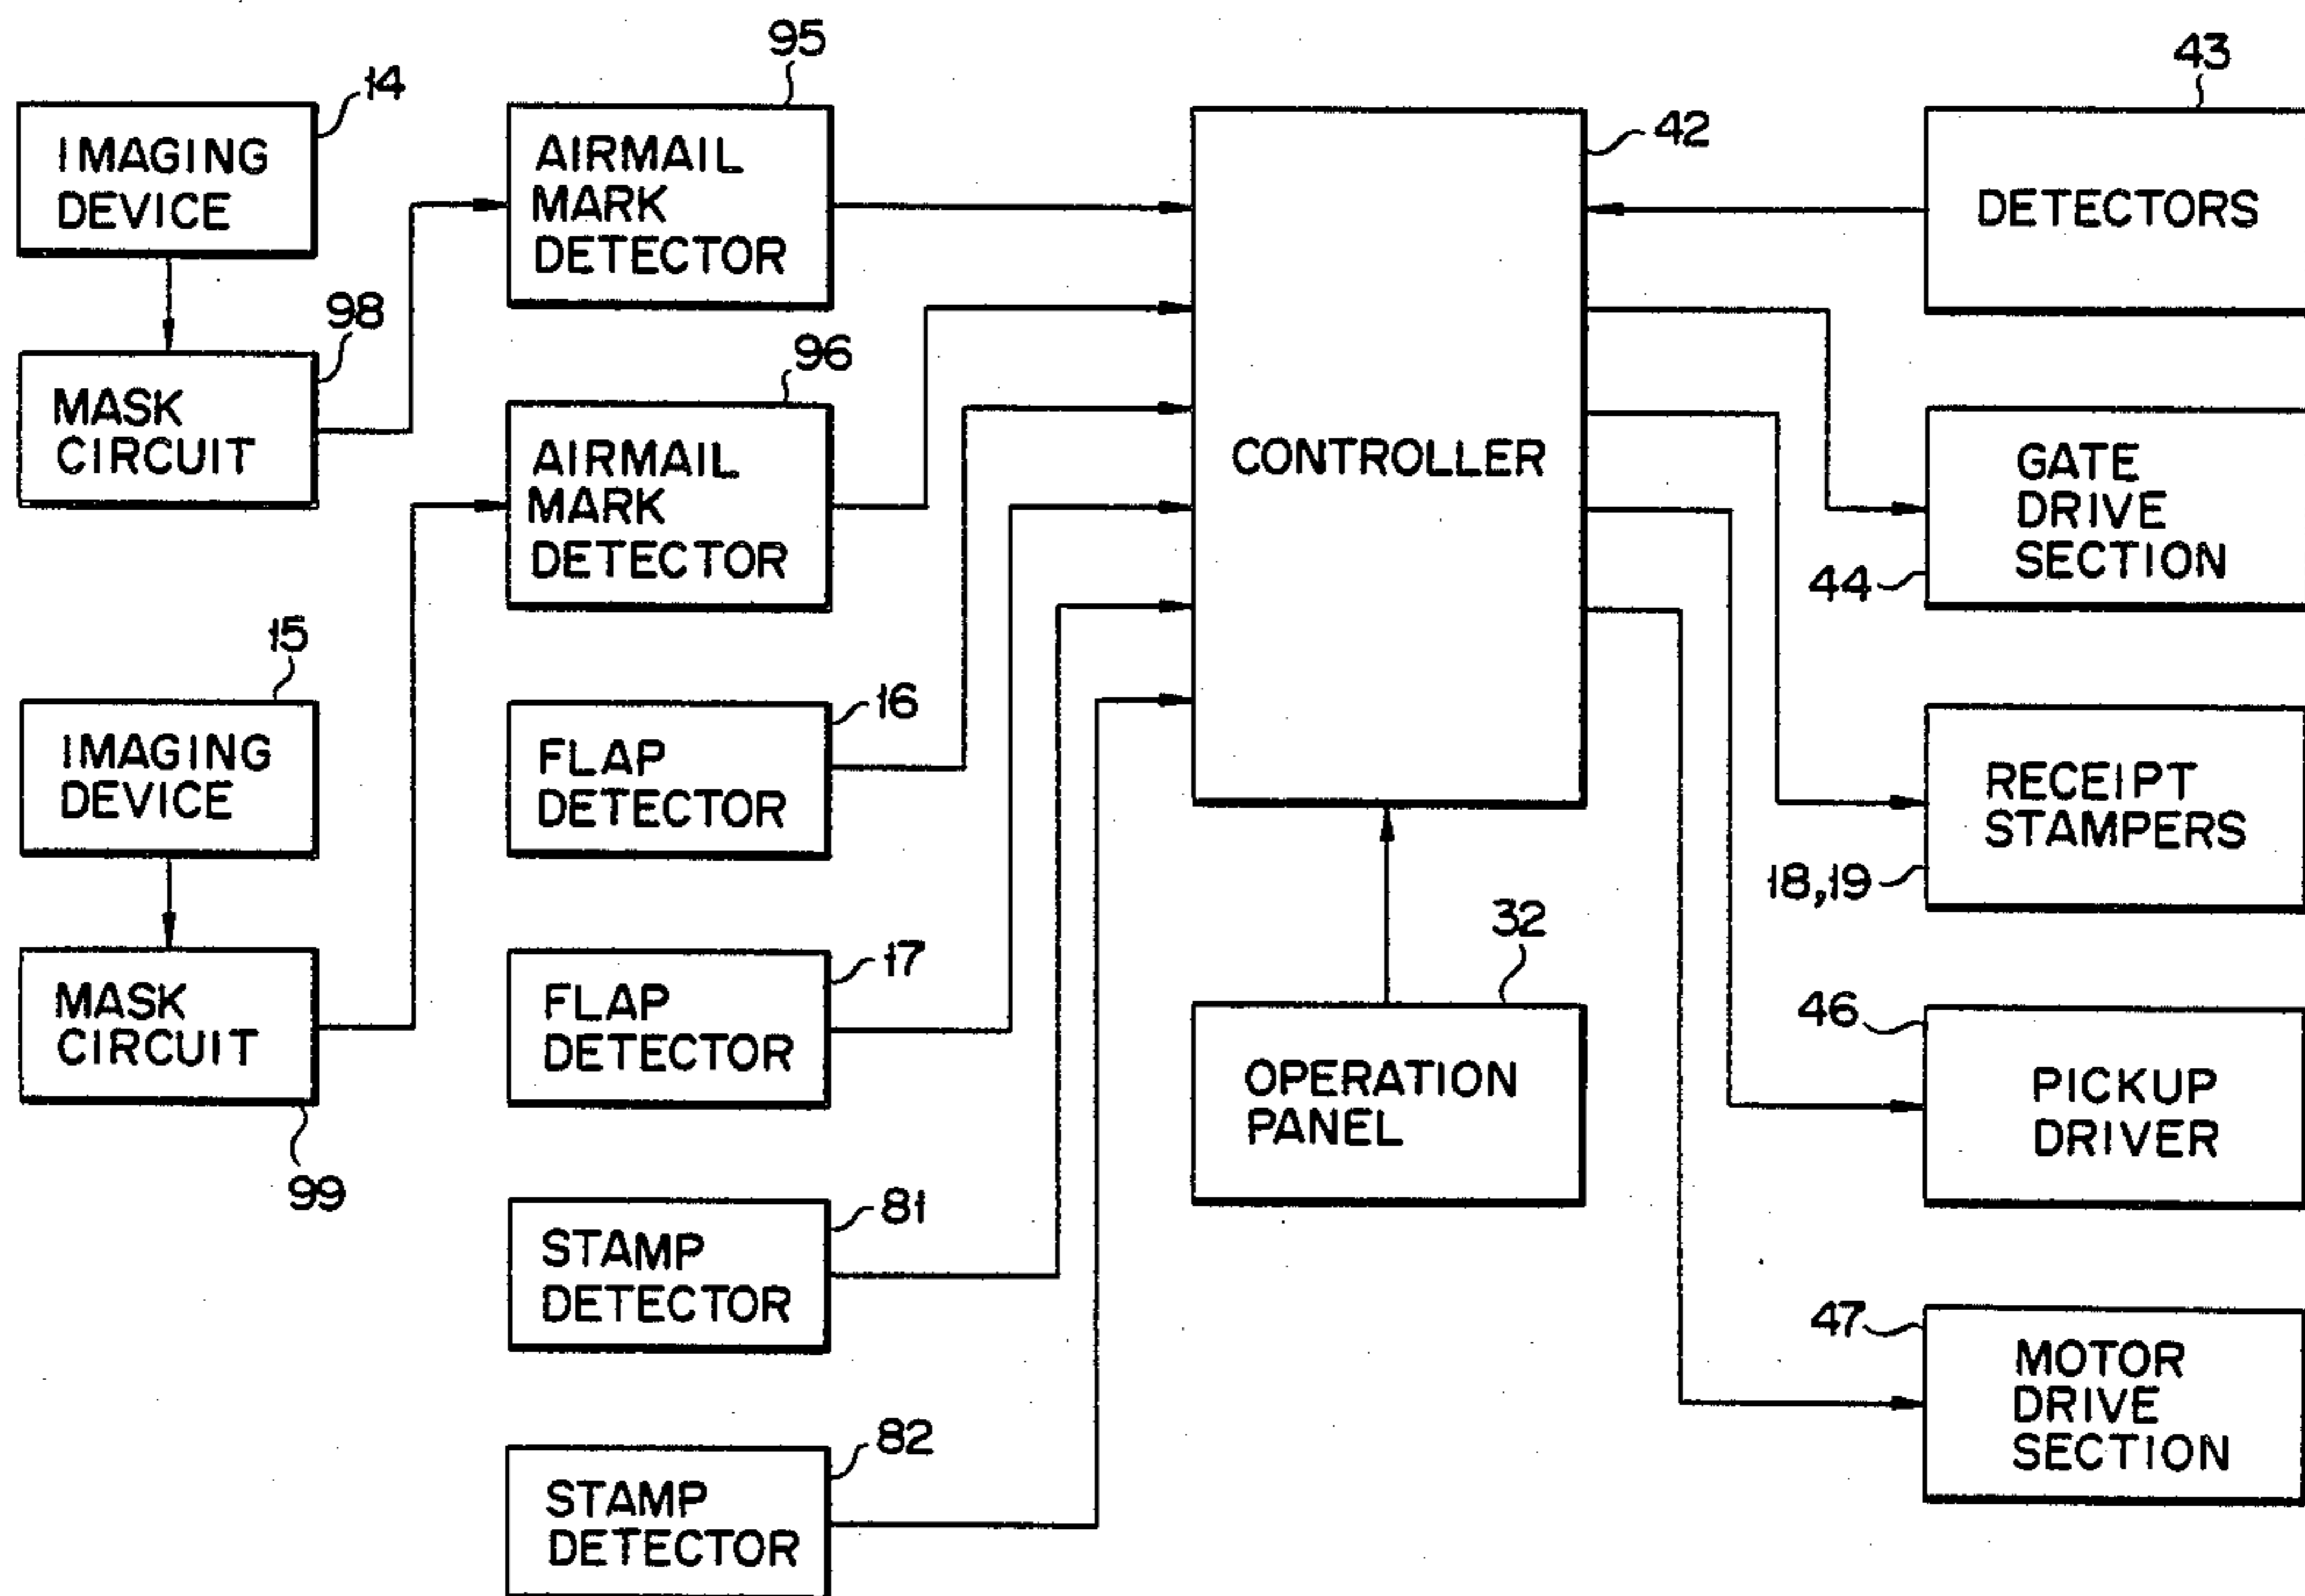 14
IMAGING
DEVICE
98
MASK
CIRCUIT
15
IMAGING
DEVICE
MASK
CIRCUIT
99
95
AIRMAIL
MARK
DETECTOR
96
AIRMAIL
MARK
DETECTOR
16
FLAP
DETECTOR
17
FLAP
DETECTOR
81
STAMP
DETECTOR
82
STAMP
DETECTOR
42
CONTROLLER
32
OPERATION
PANEL
43
DETECTORS
GATE
DRIVE
SECTION
44
RECEIPT
STAMPERS
18,19
46
PICKUP
DRIVER
47
MOTOR
DRIVE
SECTION